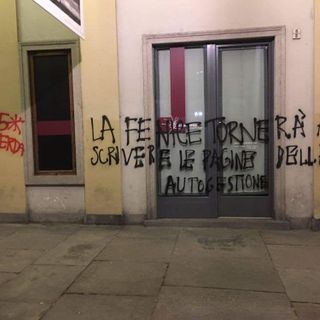 LA FENICE TORNERÀ A
SCRIVERE LE PAGINE DELL
AUTOGESTIONE